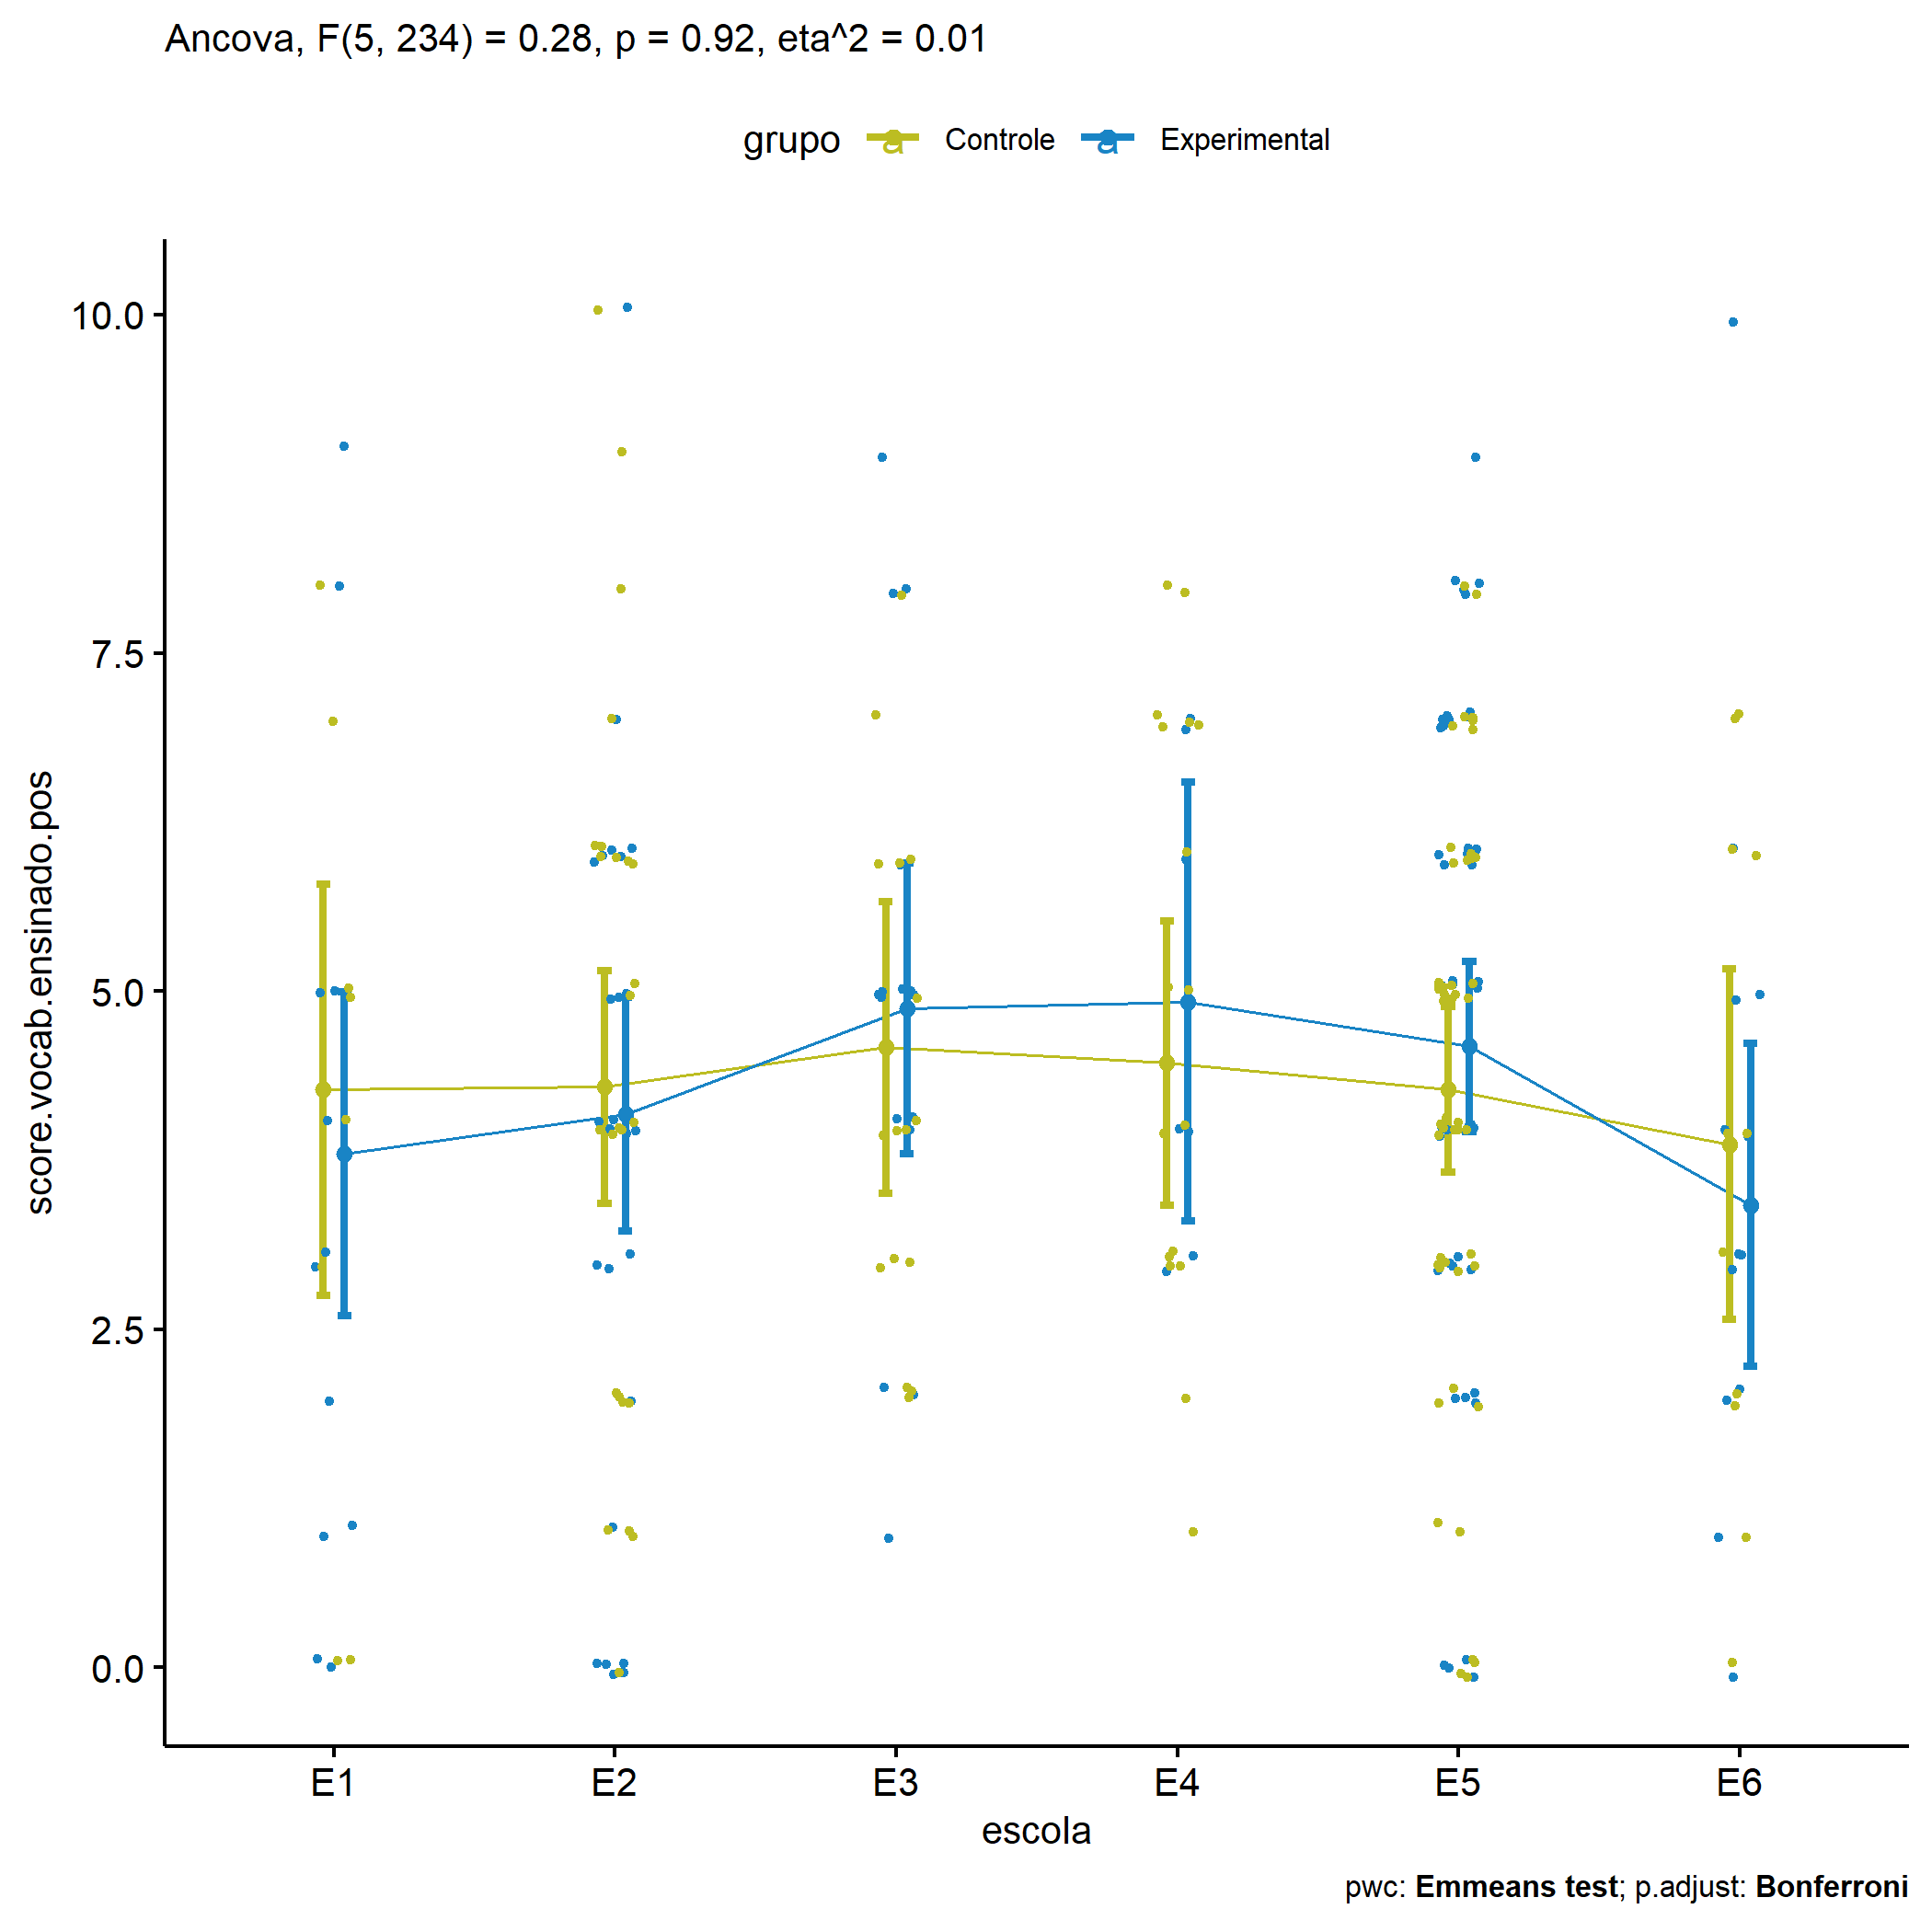 Ancova, F(5, 234) = 0.28, p = 0.92, eta^2 = 0.01
grupo a Controle a Experimental
10.0
7.5
5.0
2.5
0.0
score.vocab.ensinado.pos
E1 E2 E3 E4 E5 E6
escola
pwc: Emmeans test; p.adjust: Bonferroni